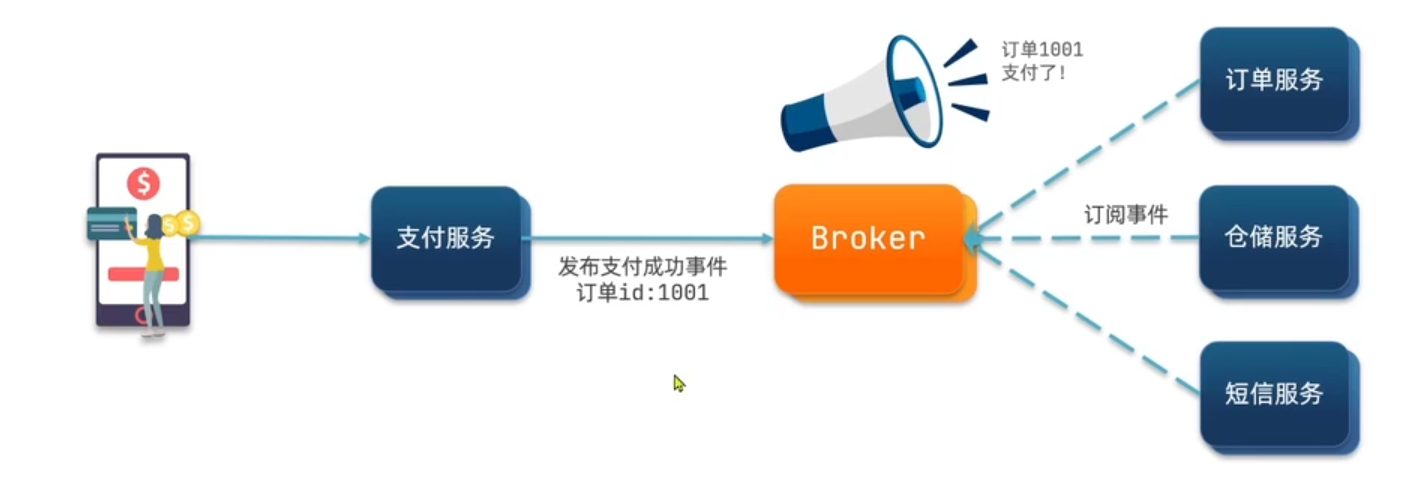 订单1001
支付了!
订单服务
$
$
$
支付服务
Broker
订阅事件
仓储服务
发布支付成功事件
订单id:1001
短信服务